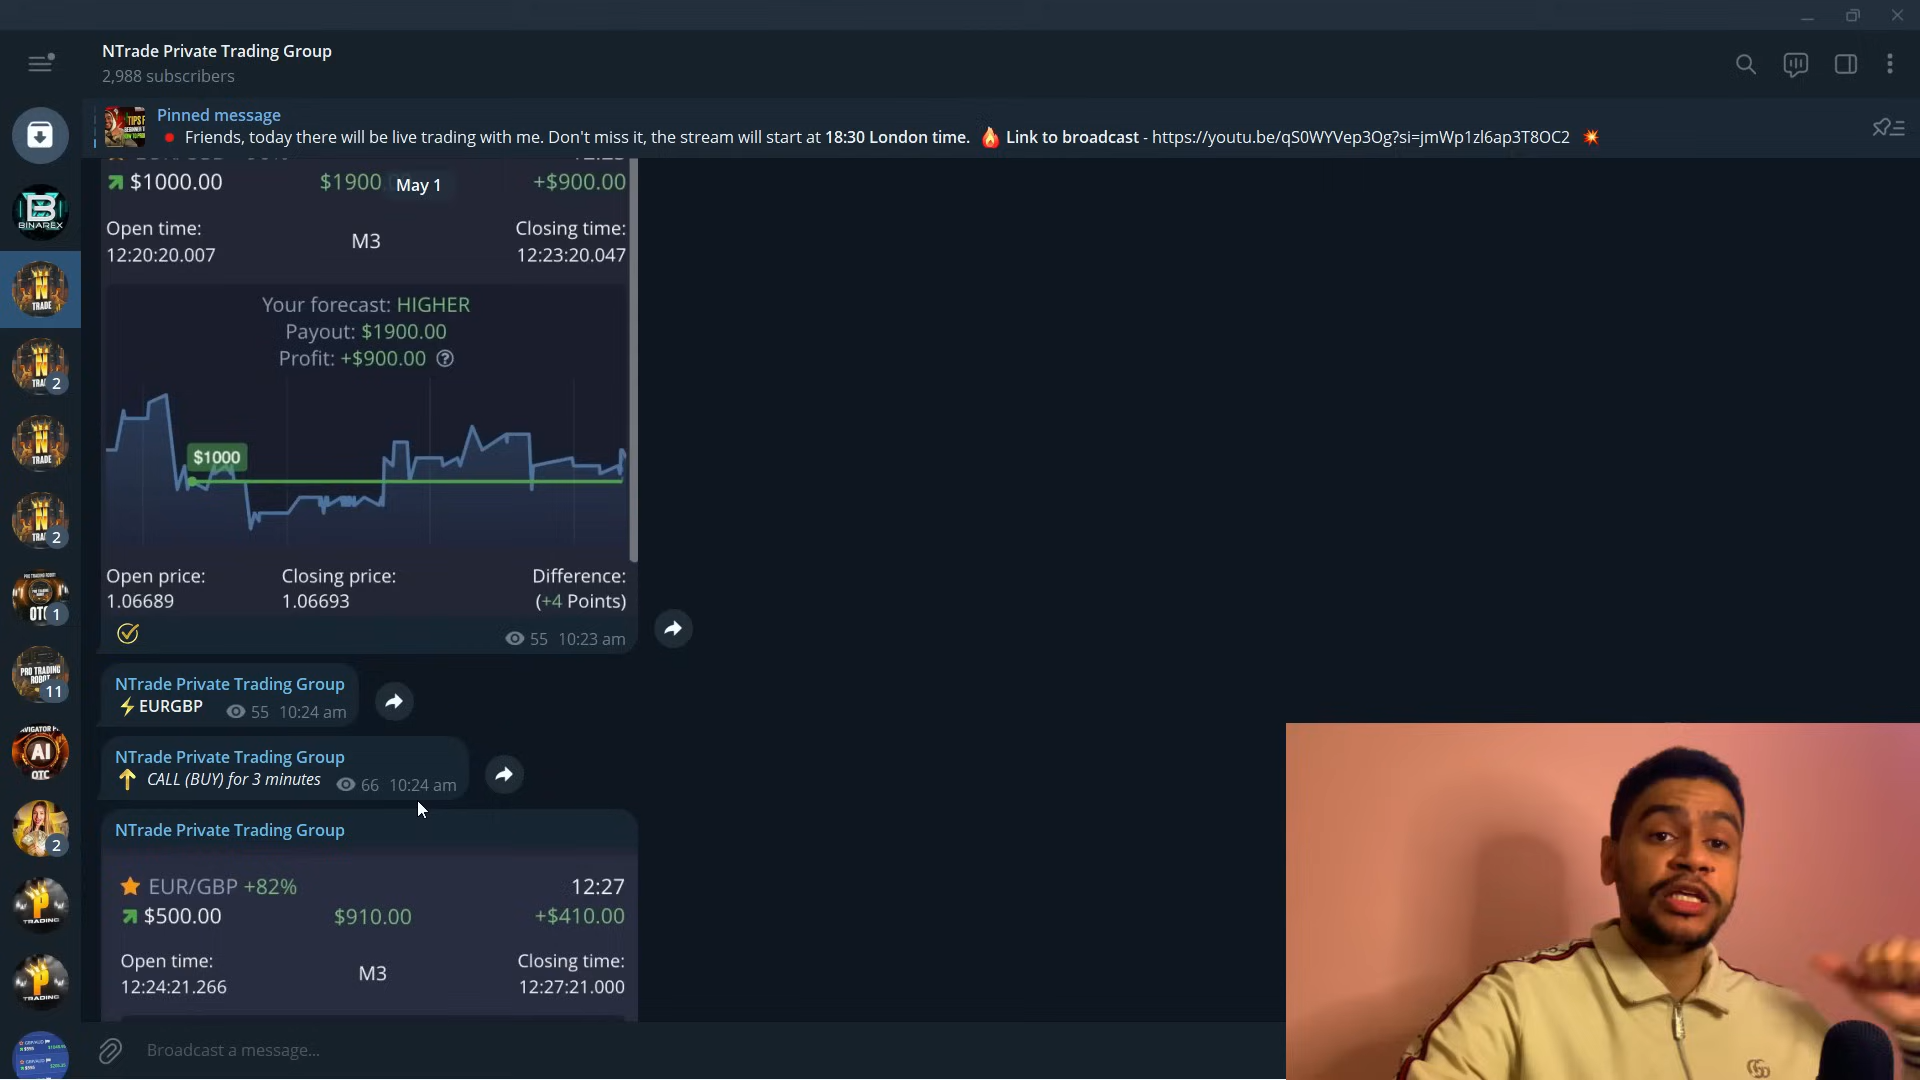 NTrade Private Trading Group
2,988 subscribers
Pinned message
Friends, today there will be live trading with me. Don't miss it, the stream will start at 18:30 London time. Link to broadcast - https://youtu.be/qS0WYVep3Og?si=jmWp1zl6ap3T8OC2
$1000.00 $1900 +$900.00
May 1
Open time: Closing time:
12:20:20.007 M3 12:23:20.047
Your forecast: HIGHER
Payout: $1900.00
Profit: +$900.00
$1000
Open price: Closing price: Difference:
1.06689 1.06693 (+4 Points)
55 10:23 am
NTrade Private Trading Group
EURGBP 55 10:24 am
NTrade Private Trading Group
CALL (BUY) for 3 minutes 66 10:24 am
NTrade Private Trading Group
EUR/GBP +82% 12:27
$500.00 $910.00 +$410.00
Open time: Closing time:
12:24:21.266 M3 12:27:21.000
Broadcast a message...
B
BINAREX
N
TRADE
N
2
N
TRADE
N
2
OTC
1
PRO TRADING
ROBOT
11
AI
OTC
2
P
TRADING
P
TRADING